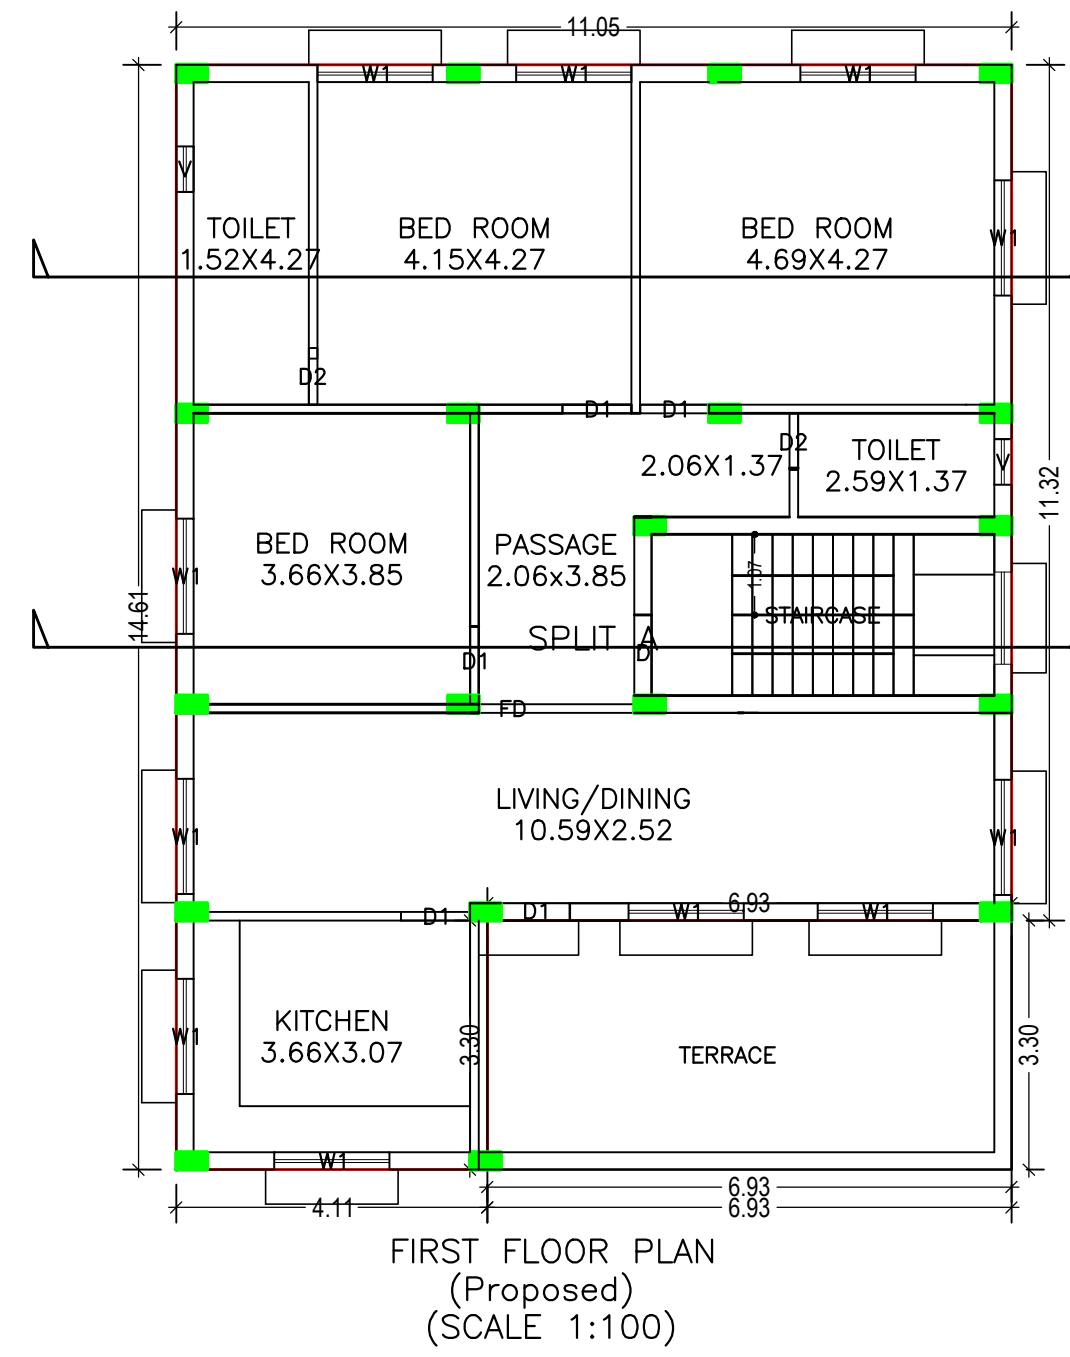 11.05
W1
W1
W1
V
TOILET
1.52X4.27
BED ROOM
4.15X4.27
BED ROOM
4.69X4.27
W1
D2
D1
D1
D2
2.06X1.37
TOILET
2.59X1.37
V
11.32
BED ROOM
3.66X3.85
W1
14.61
PASSAGE
2.06x3.85
1.07
STAIRCASE
SPLIT A
D
D1
FD
LIVING/DINING
10.59X2.52
W1
W1
D1
D1
W1
6.93
W1
KITCHEN
3.66X3.07
W1
3.30
TERRACE
3.30
W1
4.11
6.93
6.93
FIRST FLOOR PLAN
(Proposed)
(SCALE 1:100)